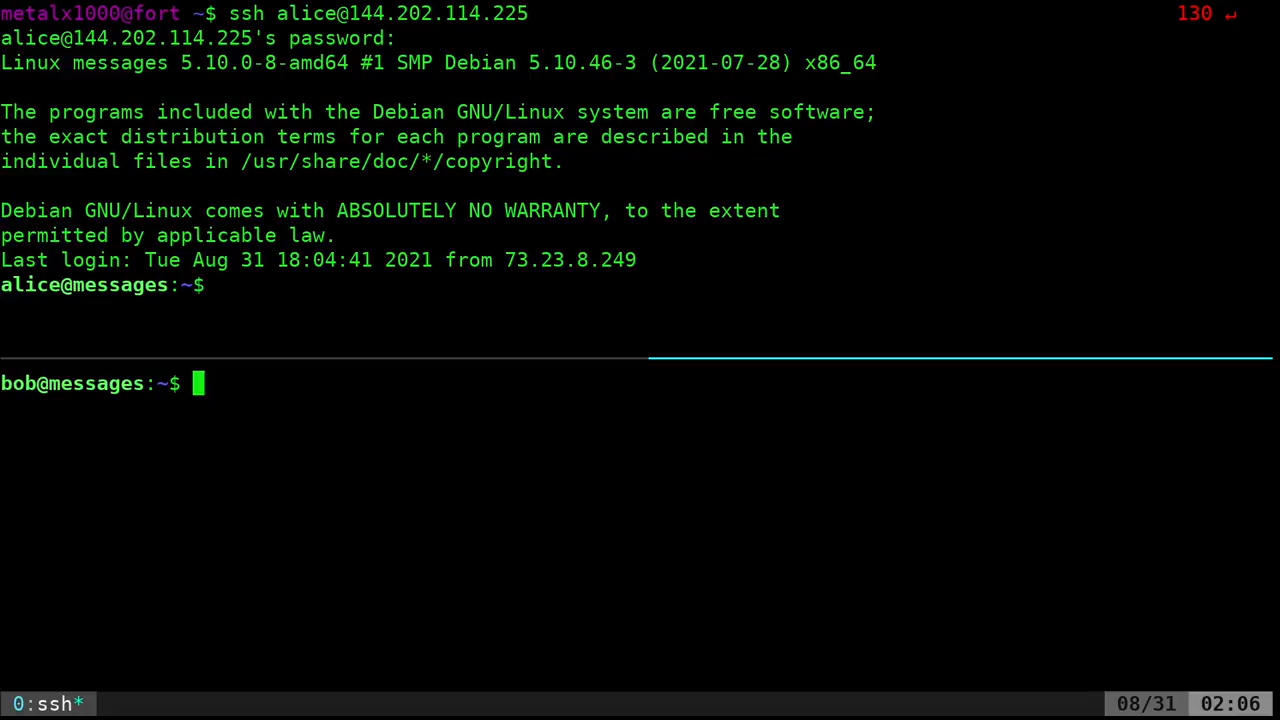 metalx1000@fort ~$ ssh alice@144.202.114.225 130 ↵
alice@144.202.114.225's password:
Linux messages 5.10.0-8-amd64 #1 SMP Debian 5.10.46-3 (2021-07-28) x86_64
The programs included with the Debian GNU/Linux system are free software;
the exact distribution terms for each program are described in the
individual files in /usr/share/doc/*/copyright.
Debian GNU/Linux comes with ABSOLUTELY NO WARRANTY, to the extent
permitted by applicable law.
Last login: Tue Aug 31 18:04:41 2021 from 73.23.8.249
alice@messages:~$
bob@messages:~$
0:ssh* 08/31 02:06